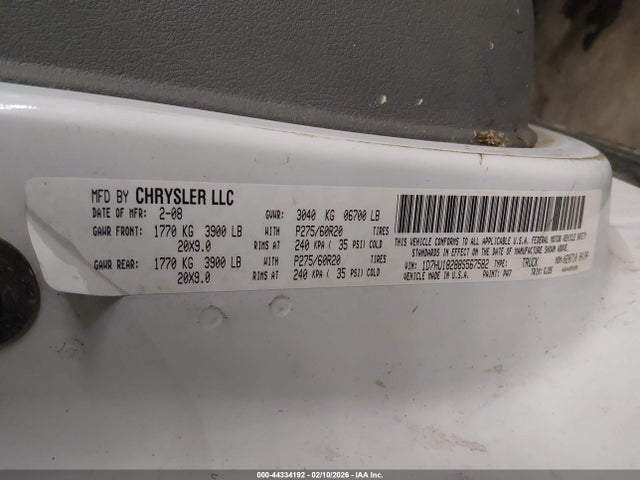 MFD BY CHRYSLER LLC
DATE OF MFR: 2-08 GVWR: 3040 KG 06700 LB
GAWR FRONT: 1770 KG 3900 LB WITH P275/60R20 TIRES
20X9.0 RIMS AT 240 KPA ( 35 PSI) COLD
GAWR REAR: 1770 KG 3900 LB WITH P275/60R20 TIRES
20X9.0 RIMS AT 240 KPA ( 35 PSI) COLD
THIS VEHICLE CONFORMS TO ALL APPLICABLE U.S.A. FEDERAL MOTOR VEHICLE SAFETY
STANDARDS IN EFFECT ON THE DATE OF MANUFACTURE SHOWN ABOVE.
VIN: 1D7HU18288S567582 TYPE: TRUCK MDH:
VEHICLE MADE IN U.S.A. PAINT: PW7 TRIM:
000-44334192 - 02/10/2026 - IAA Inc.